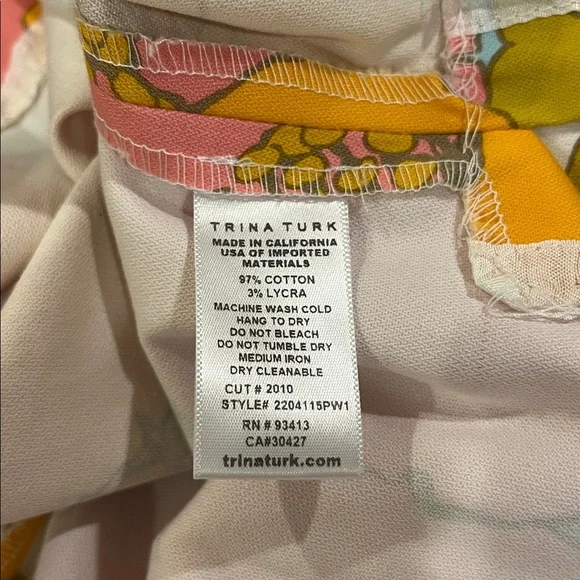 TRINA TURK
MADE IN CALIFORNIA
USA OF IMPORTED
MATERIALS
97% COTTON
3% LYCRA
MACHINE WASH COLD
HANG TO DRY
DO NOT BLEACH
DO NOT TUMBLE DRY
MEDIUM IRON
DRY CLEANABLE
CUT # 2010
STYLE# 2204115PW1
RN # 93413
CA#30427
trinaturk.com